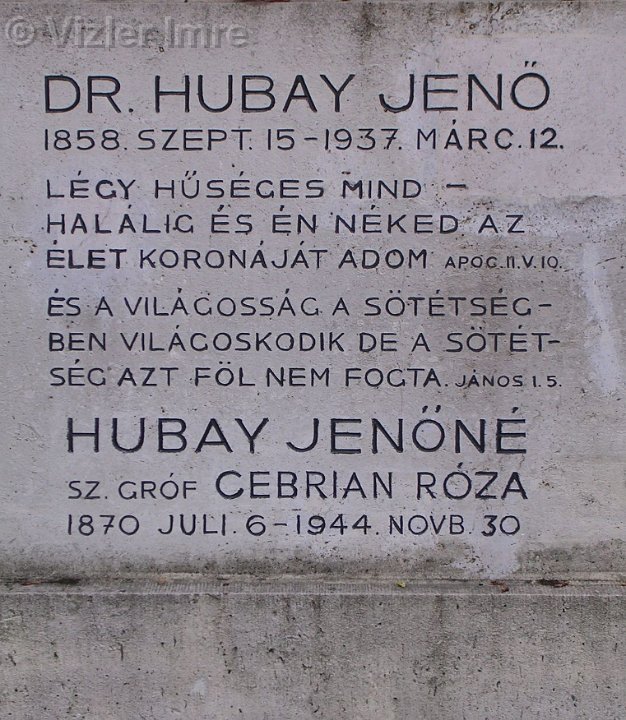 © Vizler Imre
DR. HUBAY JENŐ
1858. SZEPT. 15-1937. MÁRC. 12.
LÉGY HŰSÉGES MIND -
HALÁLIG ÉS ÉN NÉKED AZ
ÉLET KORONÁJÁT ADOM APOG. II. V. 10.
ÉS A VILÁGOSSÁG A SÖTÉTSÉG-
BEN VILÁGOSKODIK DE A SÖTÉT-
SÉG AZT FÖL NEM FOGTA. JÁNOS 1. 5.
HUBAY JENŐNÉ
SZ. GRÓF CEBRIAN RÓZA
1870 JULI. 6-1944. NOVB. 30